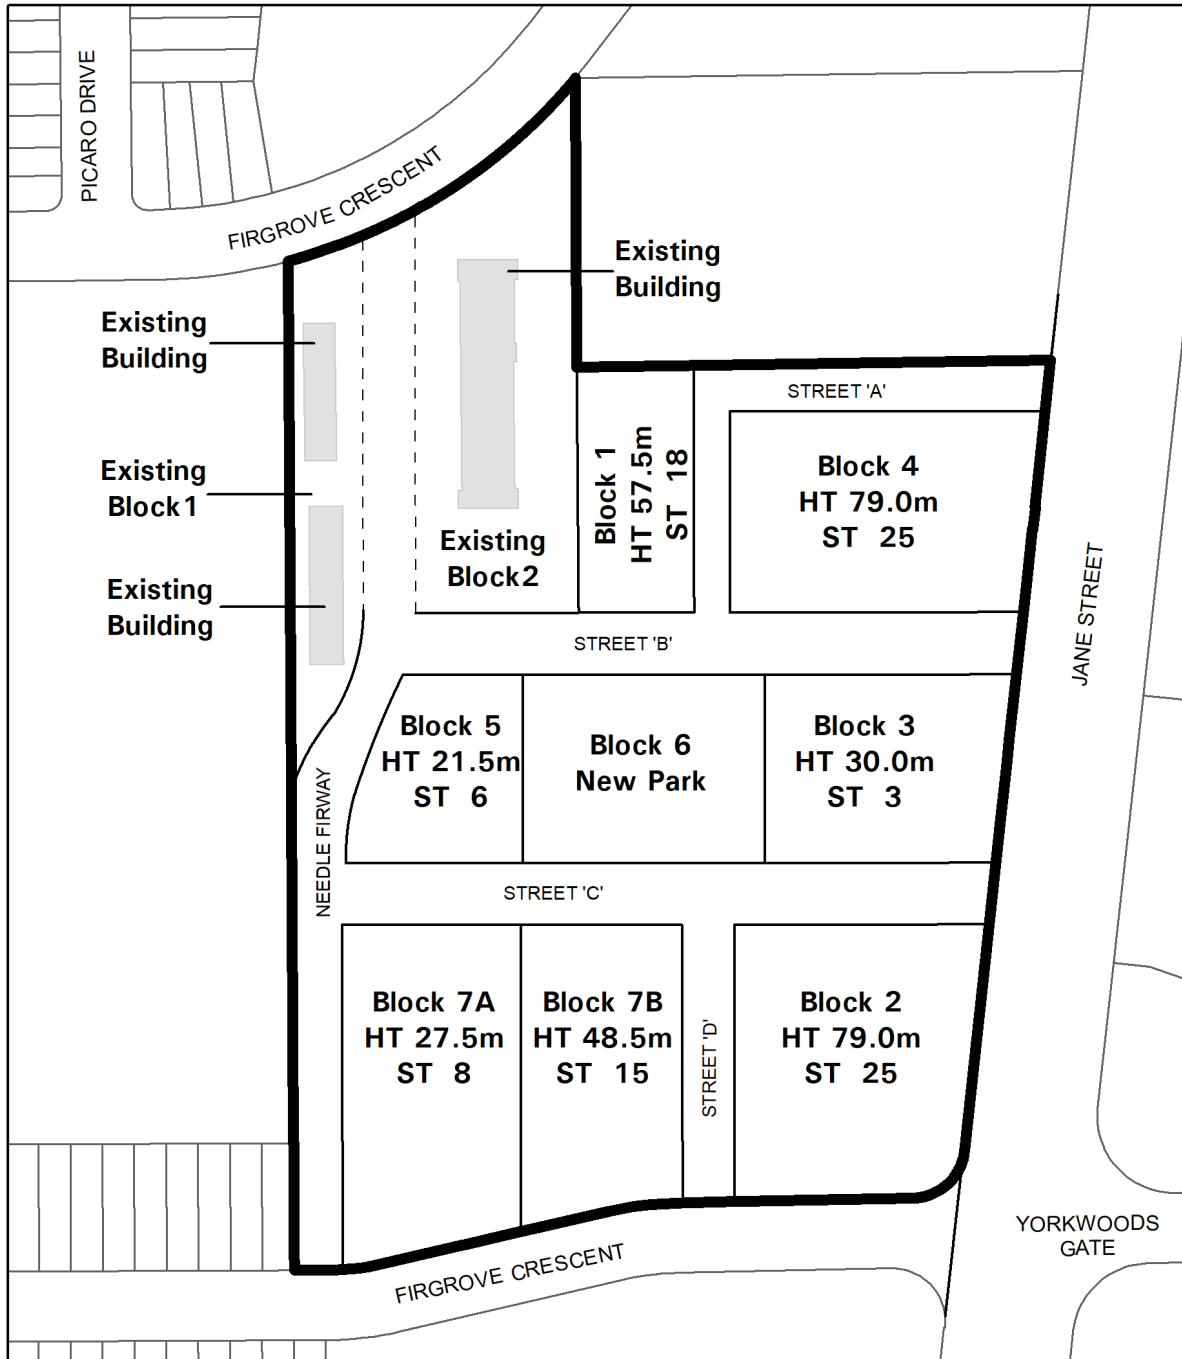 PICARO DRIVE
FIRGROVE CRESCENT
Existing
Building
Existing
Building
STREET 'A'
Block 1
HT 57.5m
ST 18
Block 4
HT 79.0m
ST 25
Existing
Block1
Existing
Block2
Existing
Building
JANE STREET
STREET 'B'
Block 5
HT 21.5m
ST 6
Block 6
New Park
Block 3
HT 30.0m
ST 3
NEEDLE FIRWAY
STREET 'C'
Block 7A
HT 27.5m
ST 8
Block 7B
HT 48.5m
ST 15
STREET 'D'
Block 2
HT 79.0m
ST 25
YORKWOODS
GATE
FIRGROVE CRESCENT